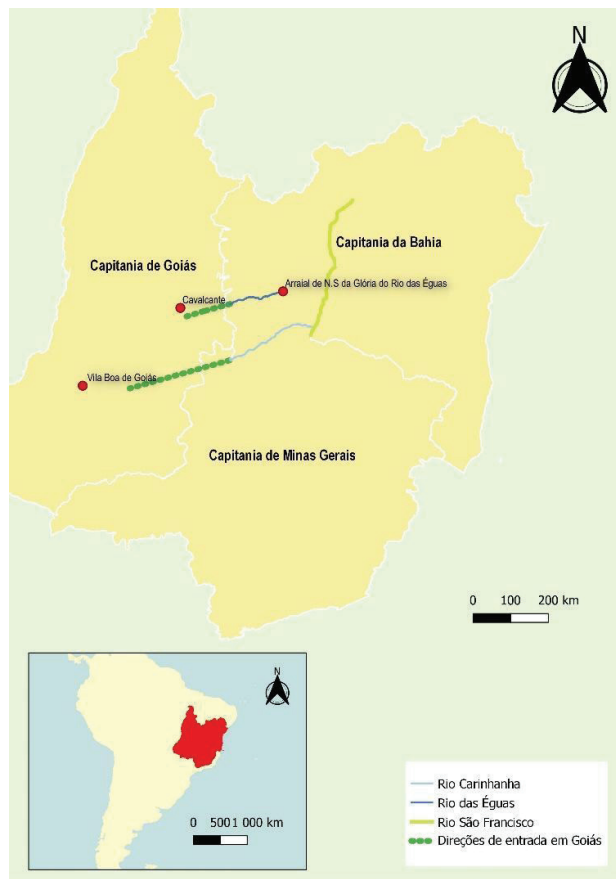 N
Capitania da Bahia
Capitania de Goiás
Arraial de N.S da Glória do Rio das Éguas
Cavalcante
Vila Boa de Goiás
Capitania de Minas Gerais
0 100 200 km
N
0 5001 000 km
Rio Carinhanha
Rio das Éguas
Rio São Francisco
Direções de entrada em Goiás